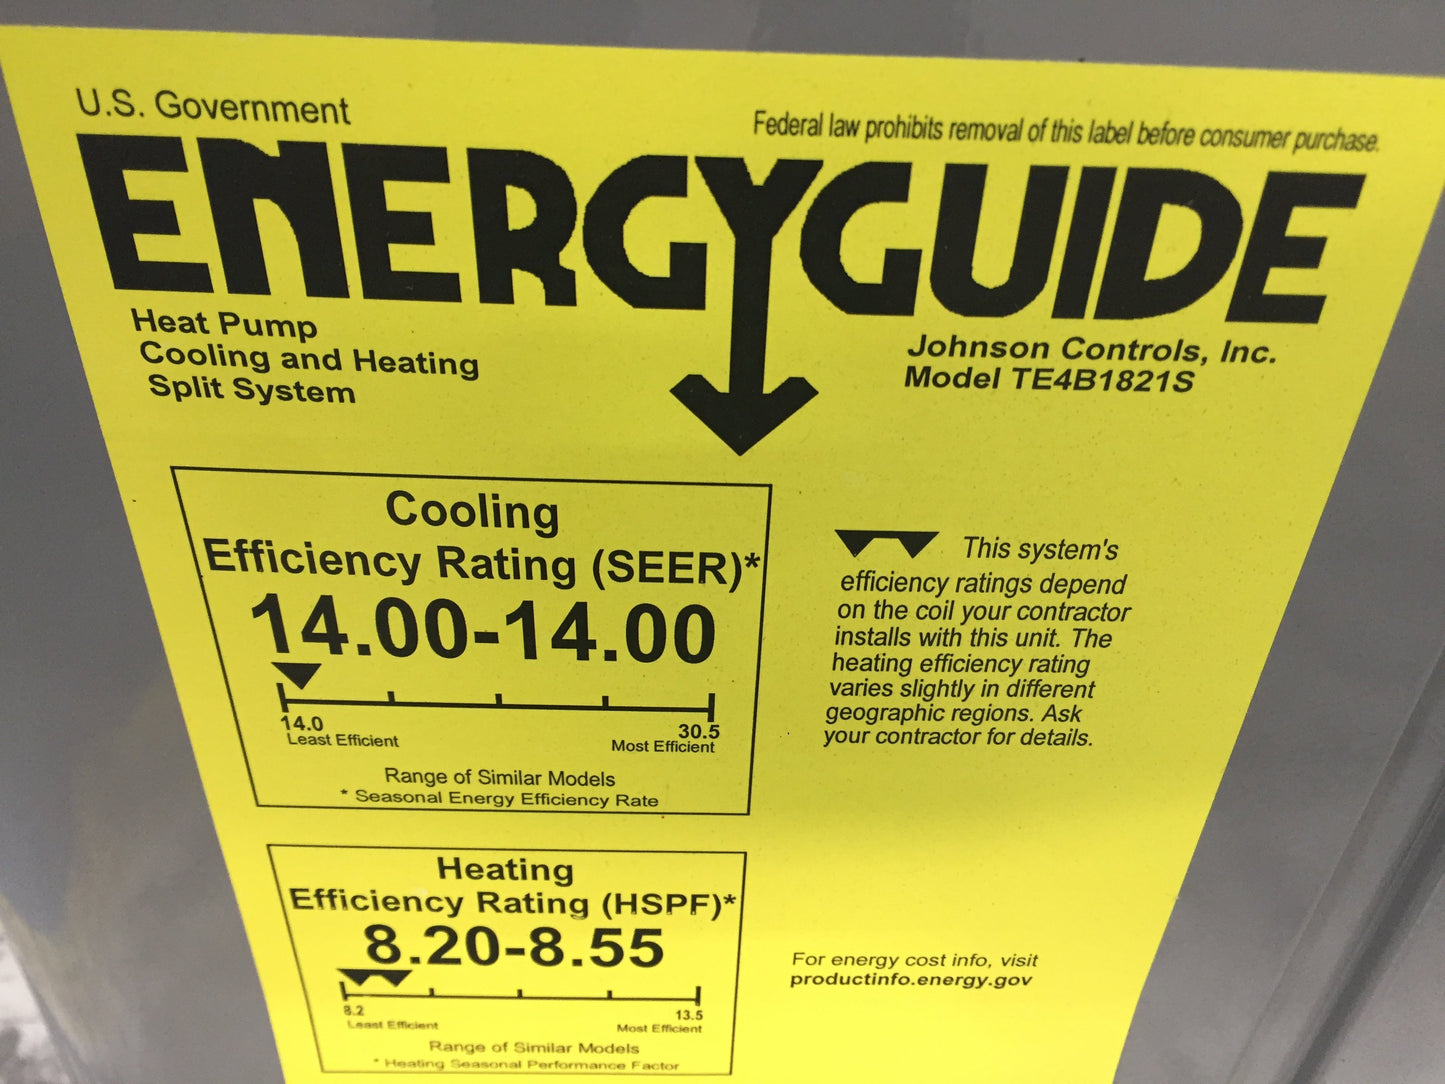 U.S. Government
Federal law prohibits removal of this label before consumer purchase.
ENERGYGUIDE
Heat Pump
Cooling and Heating
Split System
Johnson Controls, Inc.
Model TE4B1821S
Cooling
Efficiency Rating (SEER)*
14.00-14.00
14.0
Least Efficient
30.5
Most Efficient
Range of Similar Models
* Seasonal Energy Efficiency Rate
This system's
efficiency ratings depend
on the coil your contractor
installs with this unit. The
heating efficiency rating
varies slightly in different
geographic regions. Ask
your contractor for details.
Heating
Efficiency Rating (HSPF)*
8.20-8.55
8.2
Least Efficient
13.5
Most Efficient
Range of Similar Models
* Heating Seasonal Performance Factor
For energy cost info, visit
productinfo.energy.gov